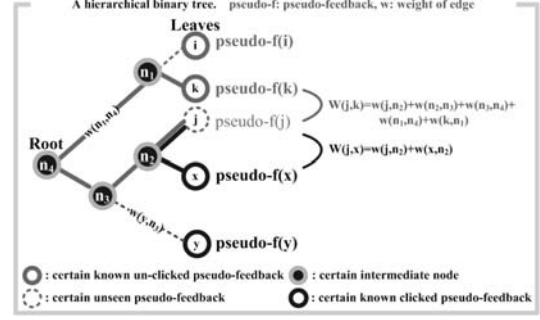 A hierarchical binary tree. pseudo-f: pseudo-feedback, w: weight of edge
Leaves
i pseudo-f(i)
n₁
k pseudo-f(k)
w(n₁,n₄)
j pseudo-f(j)
W(j,k)=w(j,n₂)+w(n₂,n₃)+w(n₃,n₄)+
w(n₁,n₄)+w(k,n₁)
Root
n₄
n₂
W(j,x)=w(j,n₂)+w(x,n₂)
x pseudo-f(x)
n₃
w(y,n₃)
y pseudo-f(y)
: certain known un-clicked pseudo-feedback : certain intermediate node
: certain unseen pseudo-feedback : certain known clicked pseudo-feedback